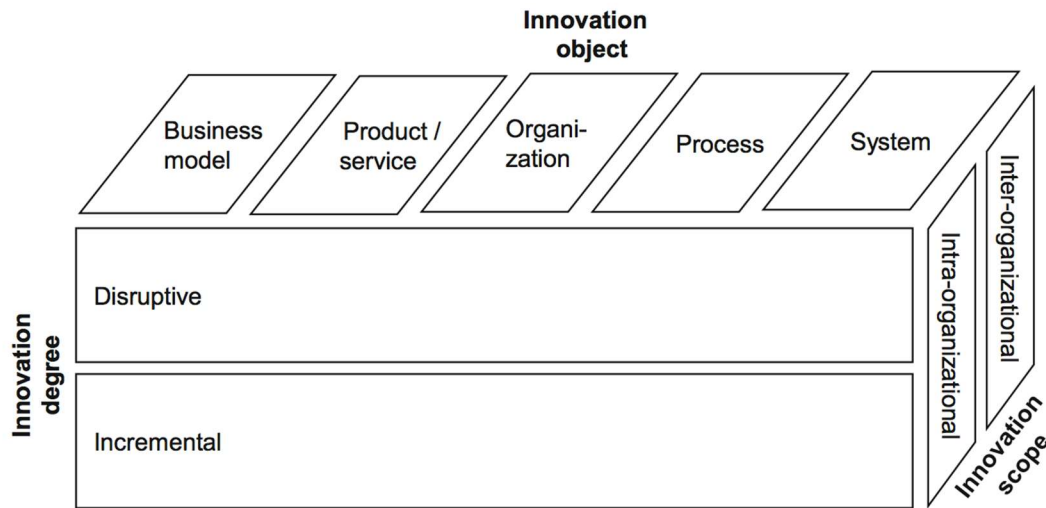 Innovation
object
Business
model
Product /
service
Organi-
zation
Process
System
Disruptive
Incremental
Innovation
degree
Intra-organizational
Inter-organizational
Innovation
scope